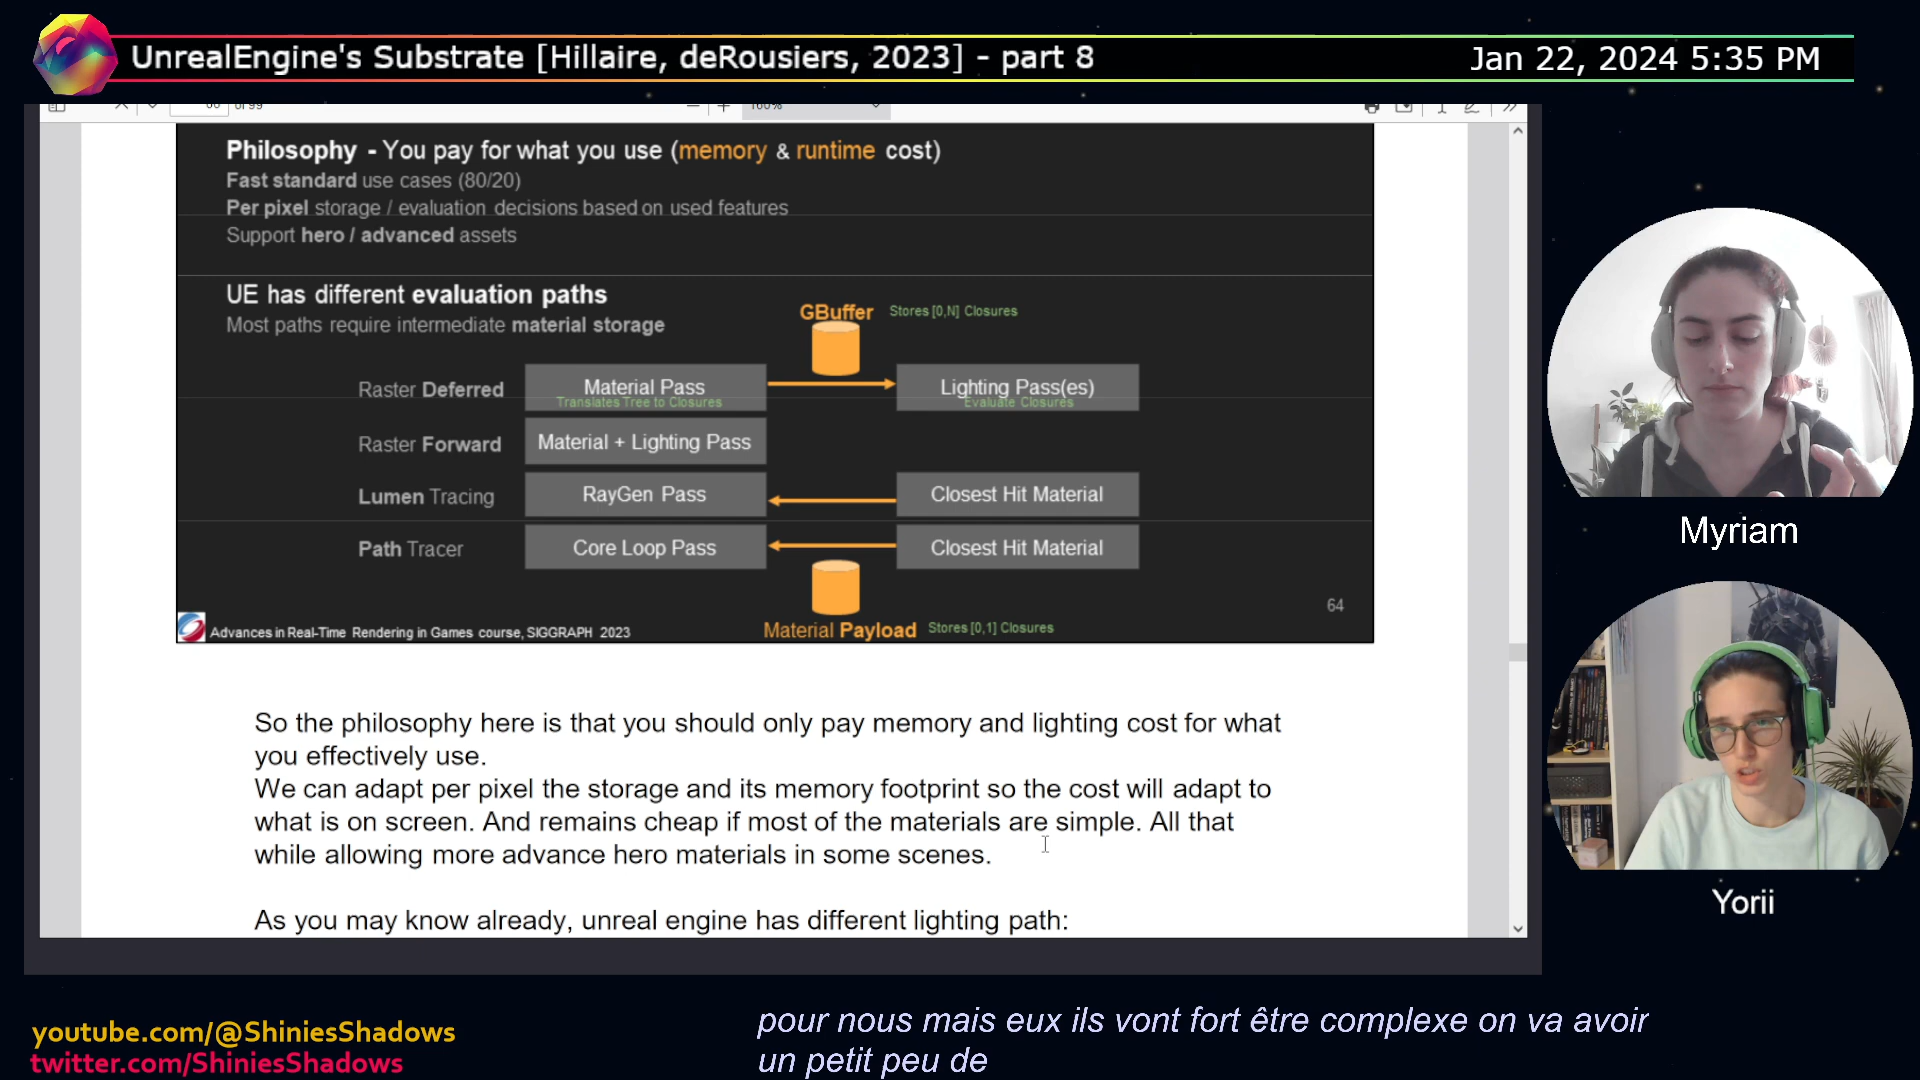 UnrealEngine's Substrate [Hillaire, deRousiers, 2023] - part 8
Jan 22, 2024 5:35 PM
of 99
160%
Philosophy - You pay for what you use (memory & runtime cost)
Fast standard use cases (80/20)
Per pixel storage / evaluation decisions based on used features
Support hero / advanced assets
UE has different evaluation paths
Most paths require intermediate material storage
GBuffer Stores [0,N] Closures
Raster Deferred Material Pass Lighting Pass(es)
Translates Tree to Closures Evaluate Closures
Raster Forward Material + Lighting Pass
Lumen Tracing RayGen Pass Closest Hit Material
Path Tracer Core Loop Pass Closest Hit Material
64
Advances in Real-Time Rendering in Games course, SIGGRAPH 2023
Material Payload Stores [0,1] Closures
So the philosophy here is that you should only pay memory and lighting cost for what
you effectively use.
We can adapt per pixel the storage and its memory footprint so the cost will adapt to
what is on screen. And remains cheap if most of the materials are simple. All that
while allowing more advance hero materials in some scenes.
As you may know already, unreal engine has different lighting path:
Myriam
Yorii
youtube.com/@ShiniesShadows
twitter.com/ShiniesShadows
pour nous mais eux ils vont fort être complexe on va avoir
un petit peu de